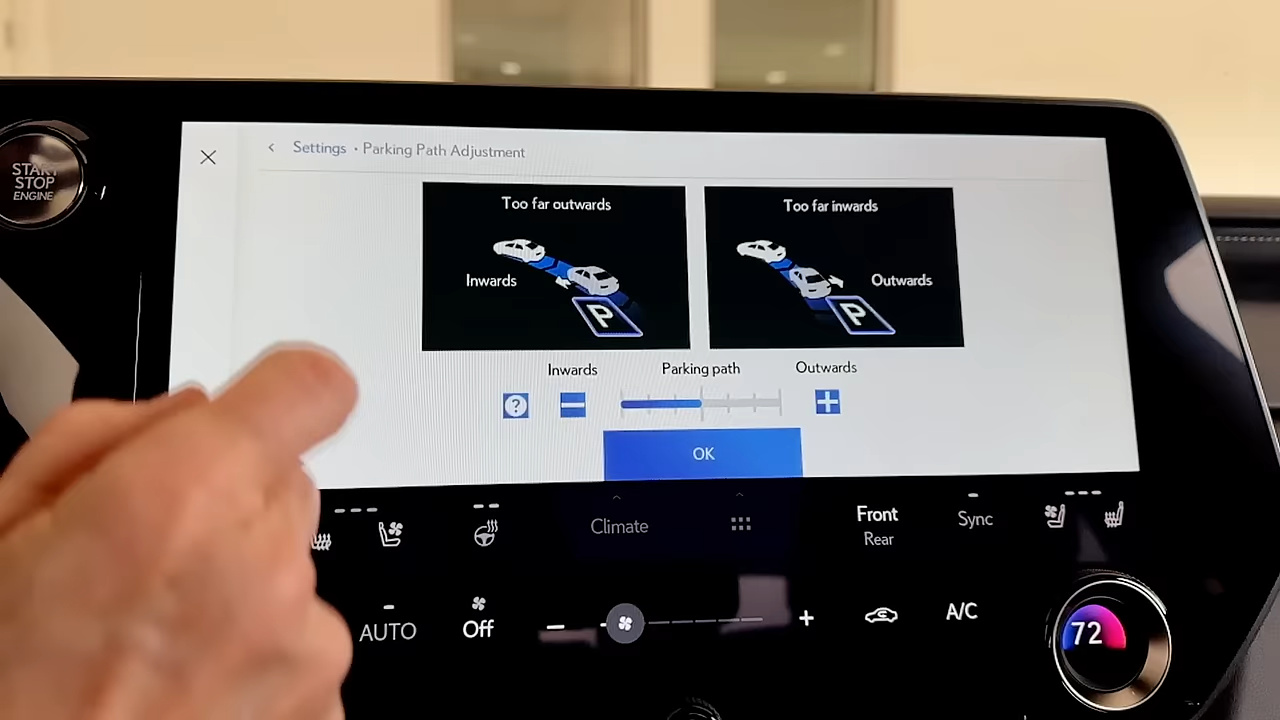 START
STOP
ENGINE
Settings • Parking Path Adjustment
Too far outwards
Inwards
P
Too far inwards
Outwards
P
Inwards
Parking path
Outwards
?
OK
Climate
Front
Rear
Sync
AUTO
Off
A/C
72